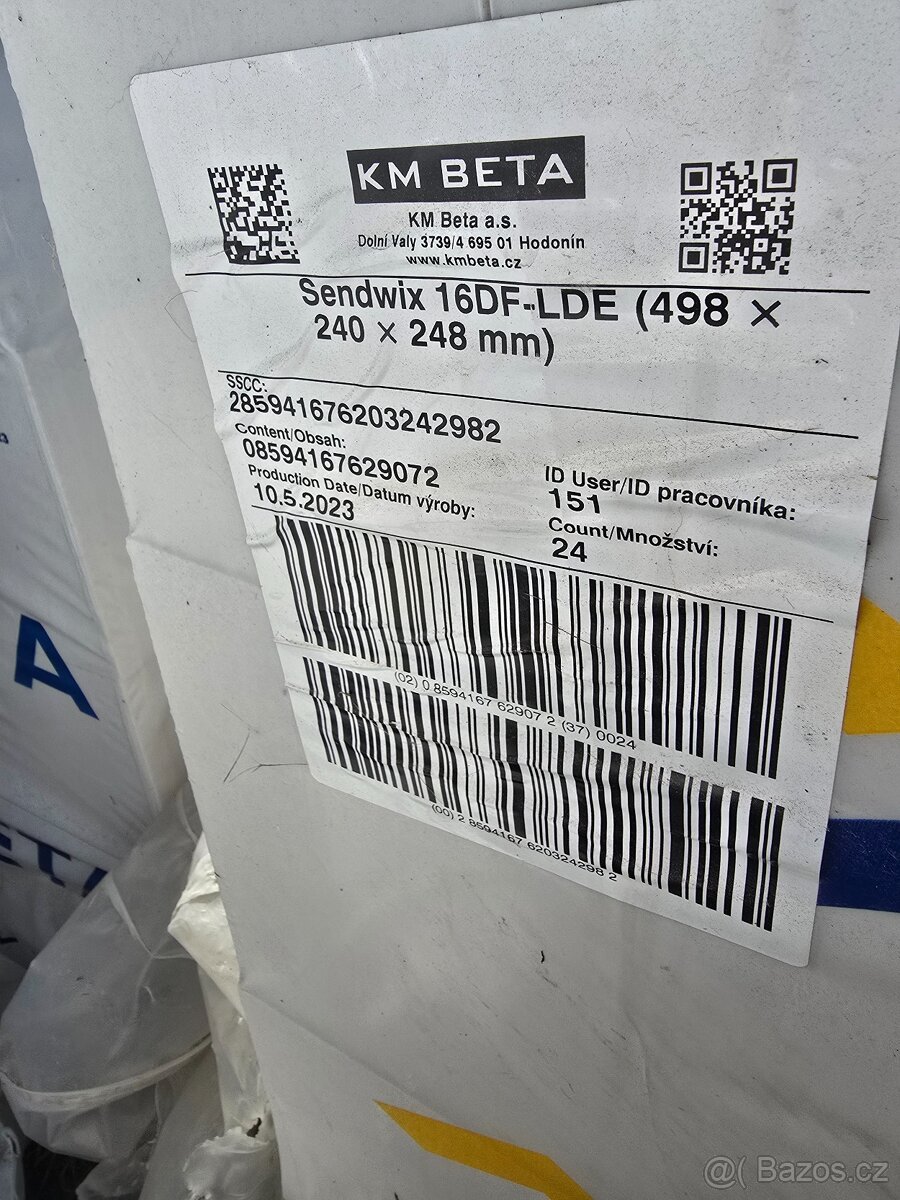 KM BETA
KM Beta a.s.
Dolní Valy 3739/4 695 01 Hodonín
www.kmbeta.cz
Sendwix 16DF-LDE (498 ×
240 × 248 mm)
SSCC:
285941676203242982
Content/Obsah:
08594167629072
Production Date/Datum výroby:
10.5.2023
ID User/ID pracovníka:
151
Count/Množství:
24
(02) 0 8594167 62907 2 (37) 0024
(00) 2 8594167 620324298 2
A
@( Bazos.cz